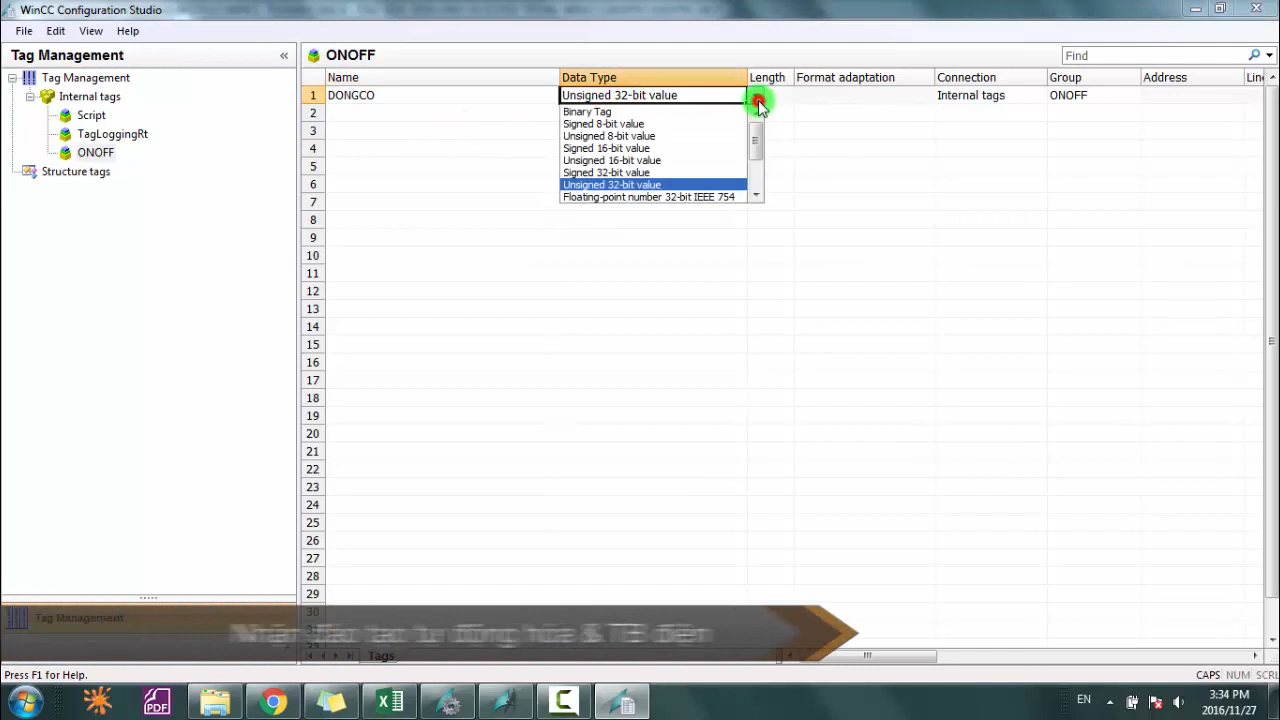 WinCC Configuration Studio
File Edit View Help
Tag Management «
ONOFF
Find
Tag Management
Internal tags
Script
TagLoggingRt
ONOFF
Structure tags
Name Data Type Length Format adaptation Connection Group Address Line
1 DONGCO Unsigned 32-bit value Internal tags ONOFF
Binary Tag
Signed 8-bit value
Unsigned 8-bit value
Signed 16-bit value
Unsigned 16-bit value
Signed 32-bit value
Unsigned 32-bit value
Floating-point number 32-bit IEEE 754
2
3
4
5
6
7
8
9
10
11
12
13
14
15
16
17
18
19
20
21
22
23
24
25
26
27
28
29
30
Tag Management
Tags
Press F1 for Help.
CAPS NUM SCRL
EN
3:34 PM
2016/11/27